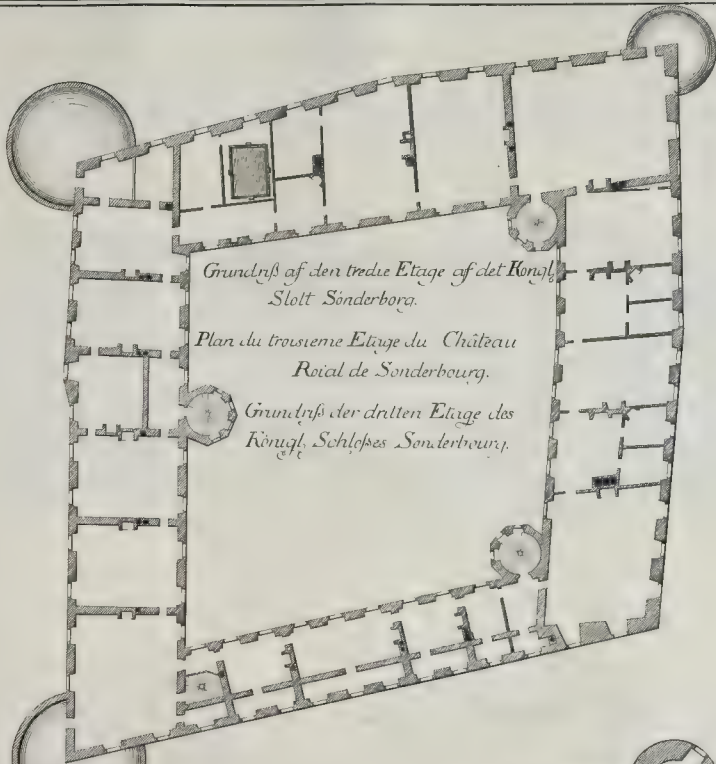 Grundriß af den tredie Etage af det Kongl.
Slott Sönderborg.
Plan du troisieme Etage du Château
Roial de Sonderbourg.
Grundriß der dritten Etage des
Königl. Schloßes Sonderbourg.